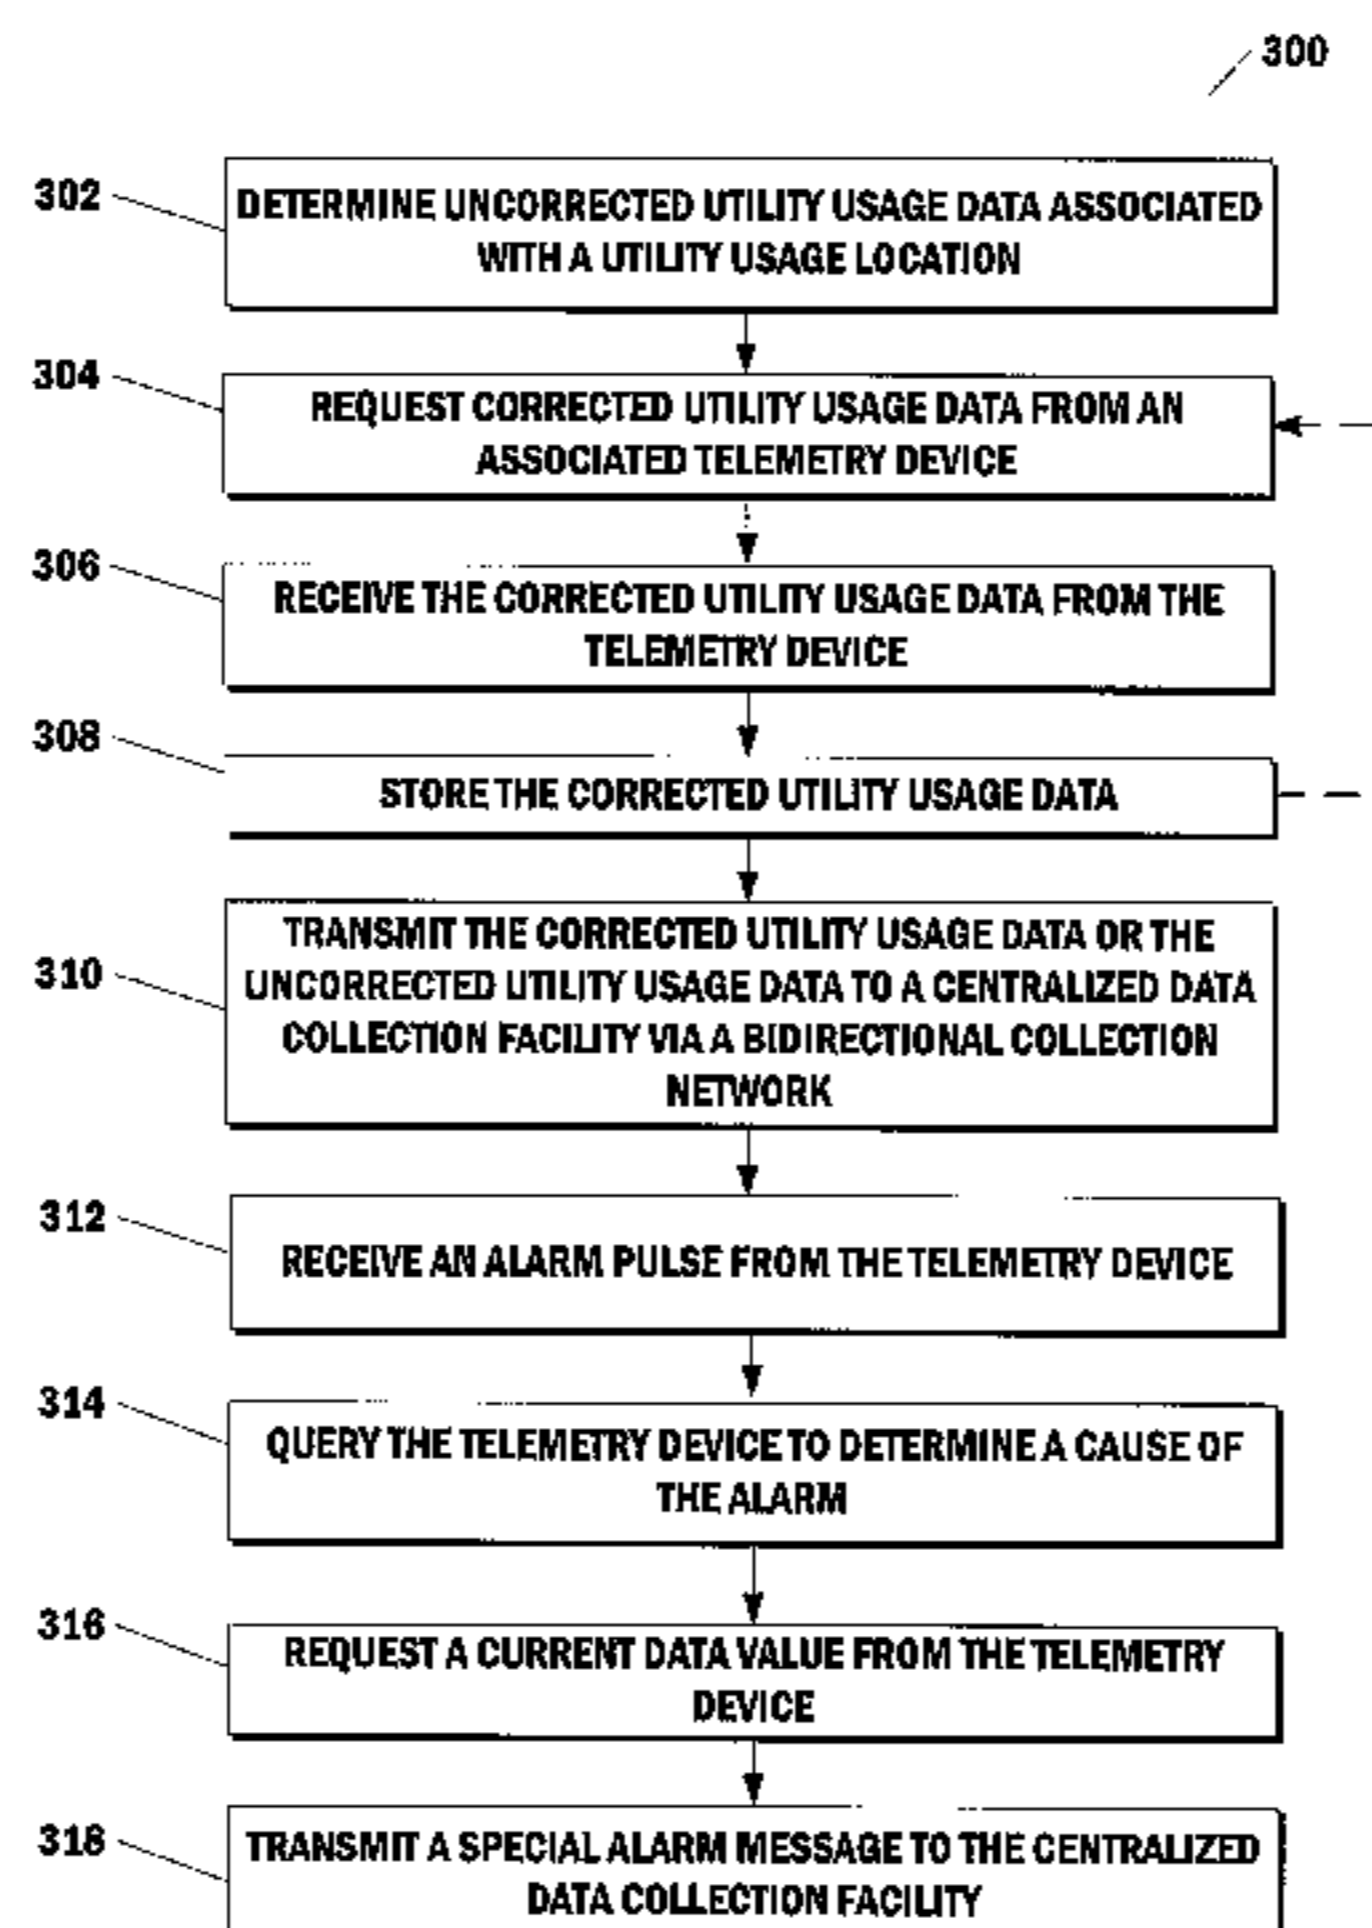 300
302
DETERMINE UNCORRECTED UTILITY USAGE DATA ASSOCIATED
WITH A UTILITY USAGE LOCATION
304
REQUEST CORRECTED UTILITY USAGE DATA FROM AN
ASSOCIATED TELEMETRY DEVICE
306
RECEIVE THE CORRECTED UTILITY USAGE DATA FROM THE
TELEMETRY DEVICE
308
STORE THE CORRECTED UTILITY USAGE DATA
310
TRANSMIT THE CORRECTED UTILITY USAGE DATA OR THE
UNCORRECTED UTILITY USAGE DATA TO A CENTRALIZED DATA
COLLECTION FACILITY VIA A BIDIRECTIONAL COLLECTION
NETWORK
312
RECEIVE AN ALARM PULSE FROM THE TELEMETRY DEVICE
314
QUERY THE TELEMETRY DEVICE TO DETERMINE A CAUSE OF
THE ALARM
316
REQUEST A CURRENT DATA VALUE FROM THE TELEMETRY
DEVICE
318
TRANSMIT A SPECIAL ALARM MESSAGE TO THE CENTRALIZED
DATA COLLECTION FACILITY